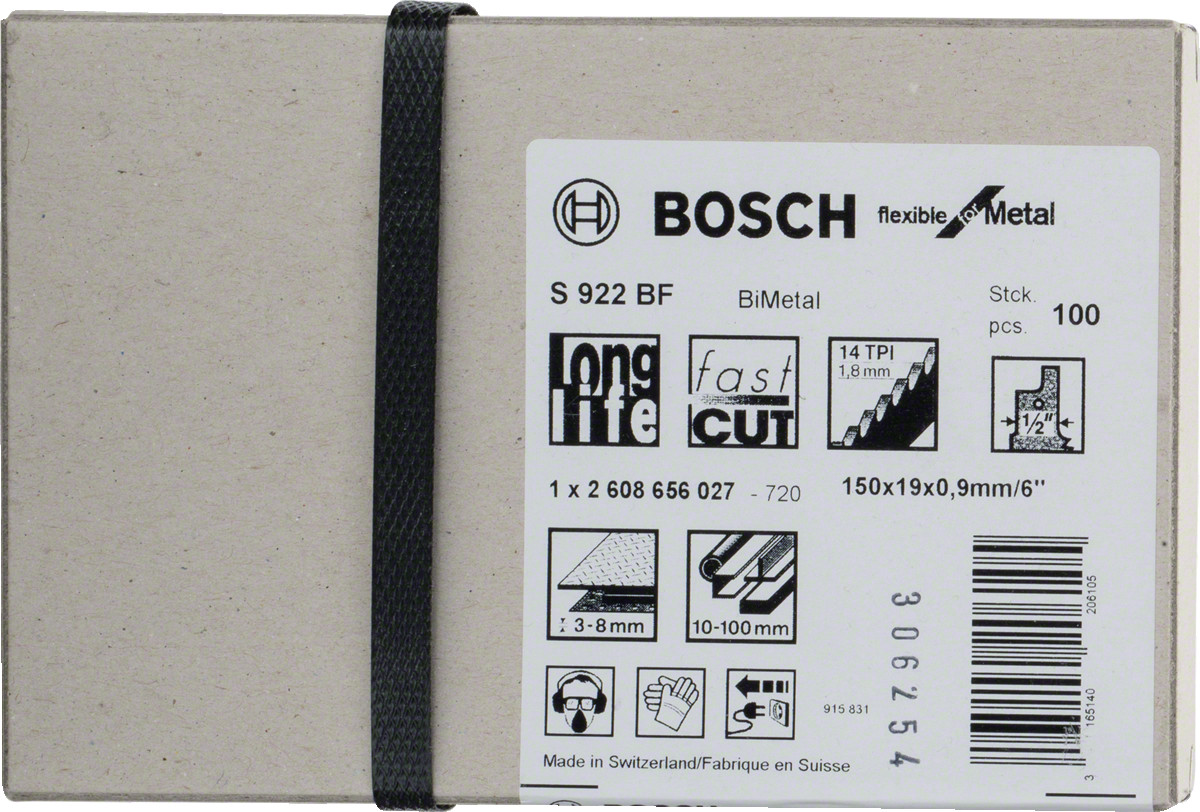 BOSCH flexible for Metal
S 922 BF BiMetal Stck. pcs. 100
long life
fast CUT
14 TPI
1,8 mm
1/2"
1 x 2 608 656 027 - 720 150x19x0,9mm/6"
3-8 mm
10-100 mm
915 831
306254
3 165140 206105
Made in Switzerland/Fabrique en Suisse